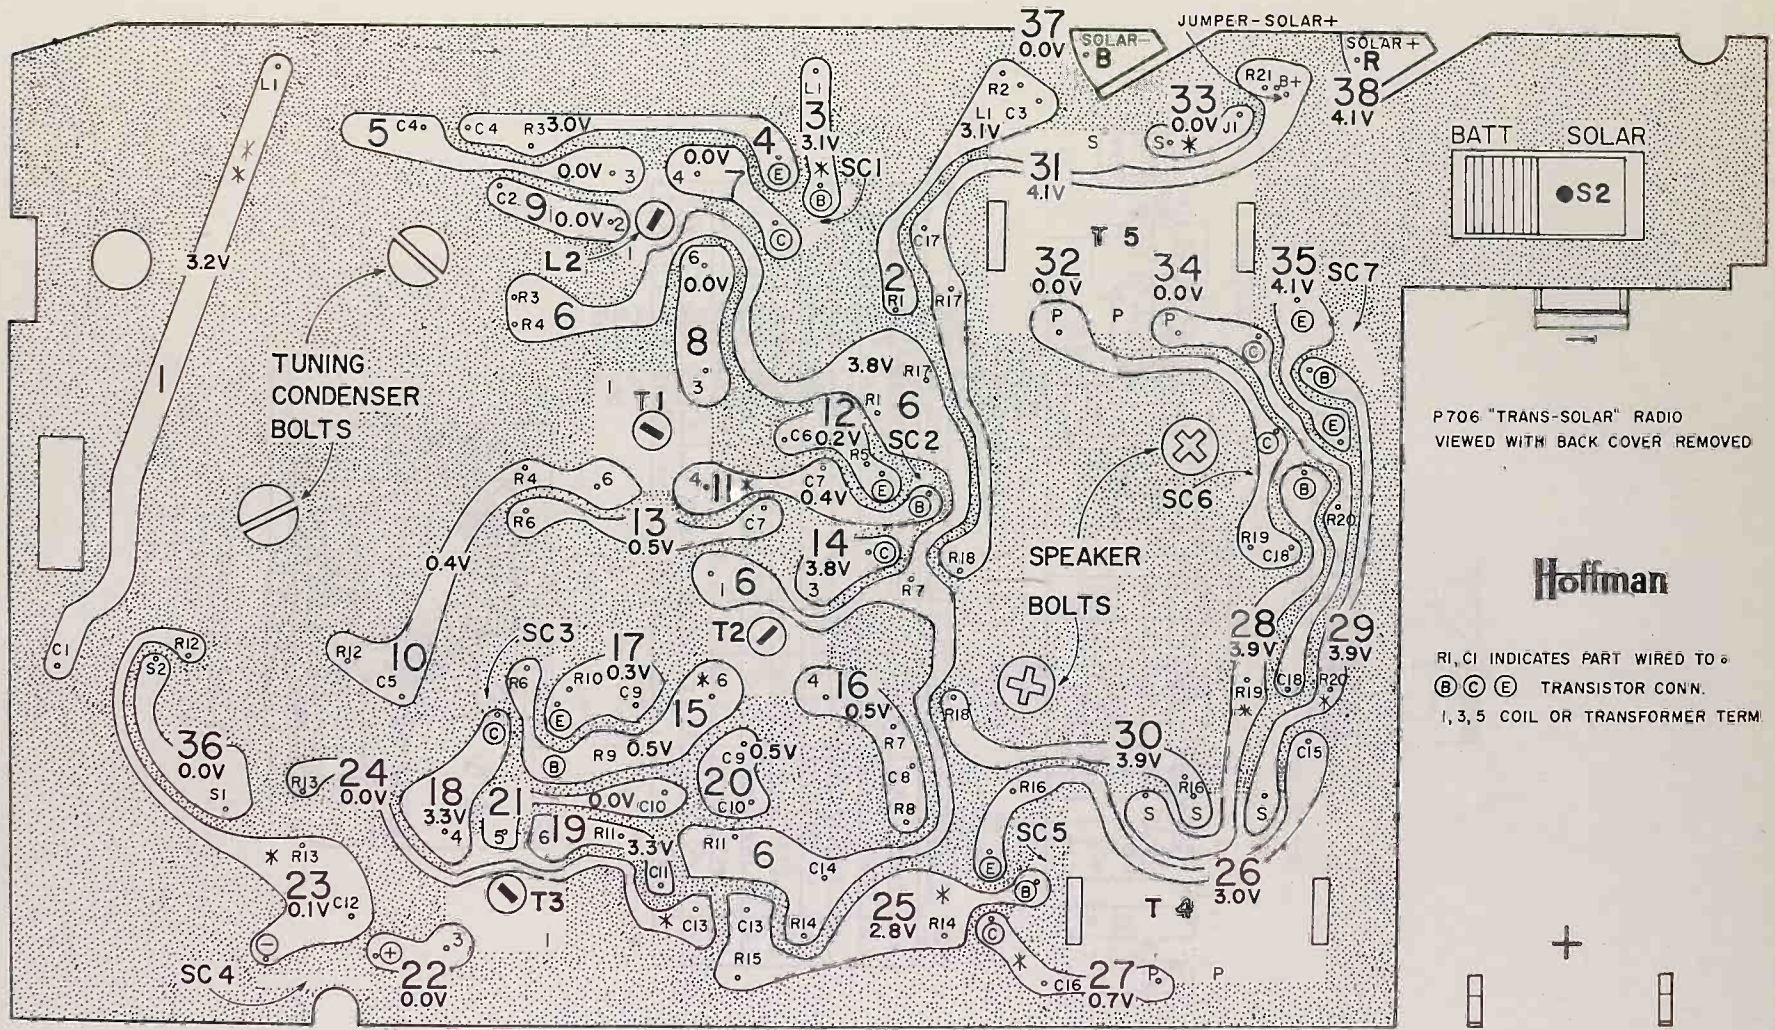 37
0.0V
SOLAR-
B
JUMPER-SOLAR+
SOLAR+
R
38
4.1V
L1
5
C4
C4
R3
3.0V
4
E
L1
3
3.1V
B
SC1
R2
L1
C3
3.1V
33
0.0V
J1
S
S
R21
B+
BATT
SOLAR
S2
0.0V
3
0.0V
4
7
C
31
4.1V
C2
9
0.0V
2
L2
1
3.2V
1
C17
2
R1
R17
T 5
32
0.0V
34
0.0V
35
4.1V
SC7
E
P
P
P
C
B
E
6
0.0V
8
3
R3
R4
6
TUNING
CONDENSER
BOLTS
1
T1
3.8V
R17
R1
6
12
C6
0.2V
SC2
R5
E
B
P706 "TRANS-SOLAR" RADIO
VIEWED WITH BACK COVER REMOVED
C
B
SC6
R20
R19
C18
R4
6
4
11
C7
0.4V
R6
13
0.5V
C7
14
3.8V
C
3
R18
SPEAKER
BOLTS
Hoffman
0.4V
1
6
R7
T2
SC3
17
0.3V
R10
C9
E
R6
6
15
R9
0.5V
B
4
16
0.5V
R7
C8
R8
R18
28
3.9V
29
3.9V
R19
C18
R20
R1, C1 INDICATES PART WIRED TO
B C E TRANSISTOR CONN.
1, 3, 5 COIL OR TRANSFORMER TERM
C1
R12
S2
R12
10
C5
36
0.0V
S1
R13
24
0.0V
C
18
3.3V
4
21
5
0.0V
C10
C9
0.5V
20
C10
6
19
R11
3.3V
C11
R11
6
C14
30
3.9V
R16
S
S
S
C15
R16
SC5
E
B
26
3.0V
R13
23
0.1V
C12
SC4
+
3
22
0.0V
T3
1
C13
C13
R15
R14
25
2.8V
R14
C
C16
27
0.7V
P
P
T 4
+